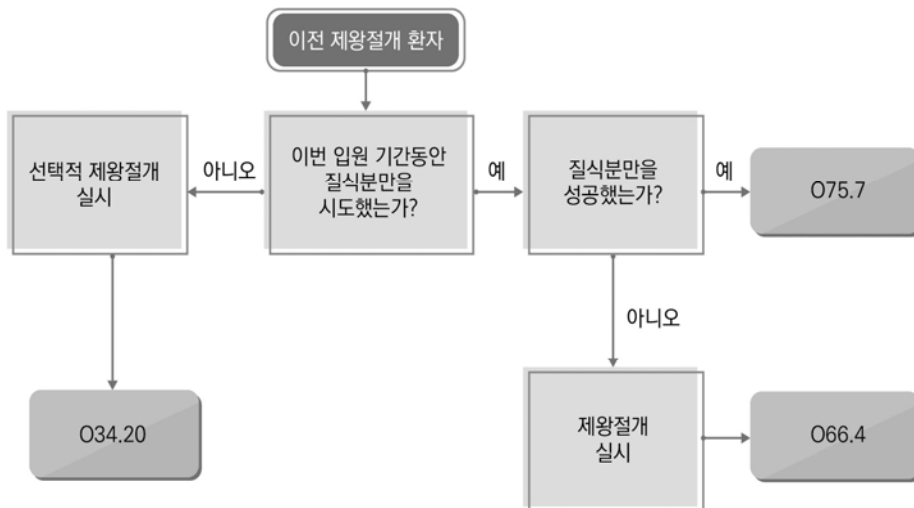 이전 제왕절개 환자
선택적 제왕절개
실시
아니오
이번 입원 기간동안
질식분만을
시도했는가?
예
질식분만을
성공했는가?
예
O75.7
아니오
O34.20
제왕절개
실시
O66.4